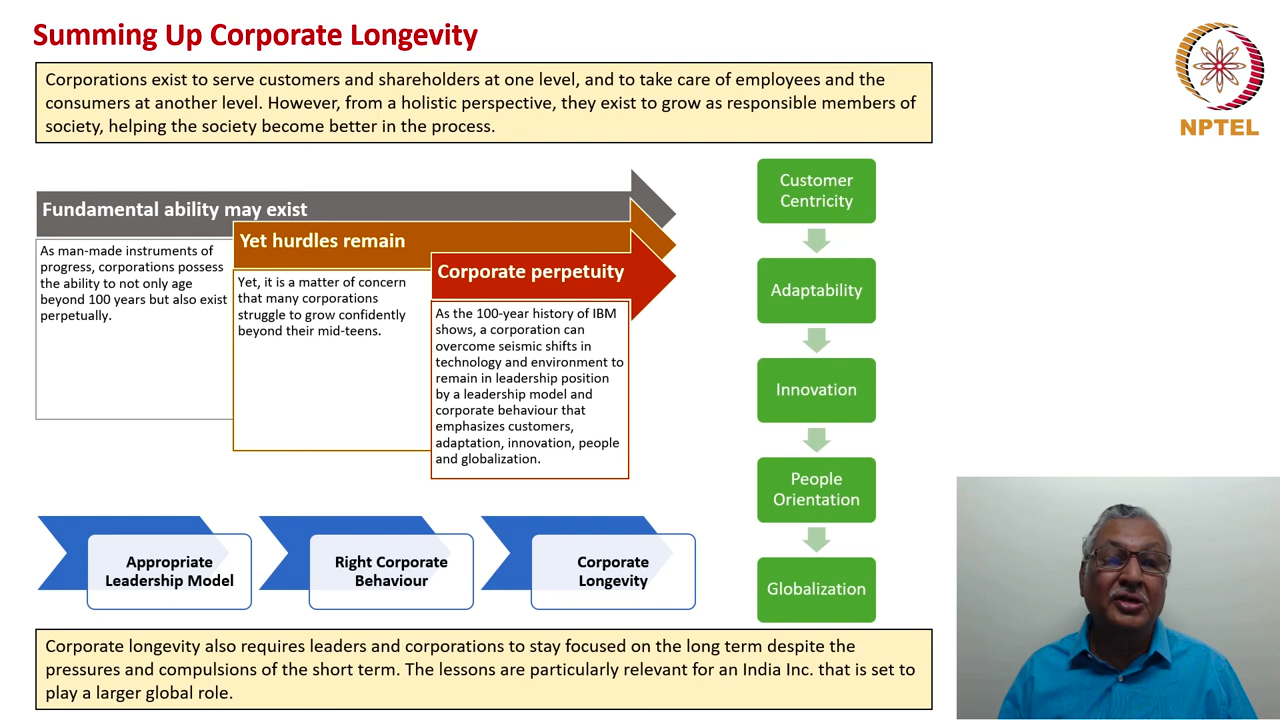 Summing Up Corporate Longevity
NPTEL
Corporations exist to serve customers and shareholders at one level, and to take care of employees and the
consumers at another level. However, from a holistic perspective, they exist to grow as responsible members of
society, helping the society become better in the process.
Fundamental ability may exist
As man-made instruments of
progress, corporations possess
the ability to not only age
beyond 100 years but also exist
perpetually.
Yet hurdles remain
Yet, it is a matter of concern
that many corporations
struggle to grow confidently
beyond their mid-teens.
Corporate perpetuity
As the 100-year history of IBM
shows, a corporation can
overcome seismic shifts in
technology and environment to
remain in leadership position
by a leadership model and
corporate behaviour that
emphasizes customers,
adaptation, innovation, people
and globalization.
Customer
Centricity
Adaptability
Innovation
People
Orientation
Globalization
Appropriate
Leadership Model
Right Corporate
Behaviour
Corporate
Longevity
Corporate longevity also requires leaders and corporations to stay focused on the long term despite the
pressures and compulsions of the short term. The lessons are particularly relevant for an India Inc. that is set to
play a larger global role.